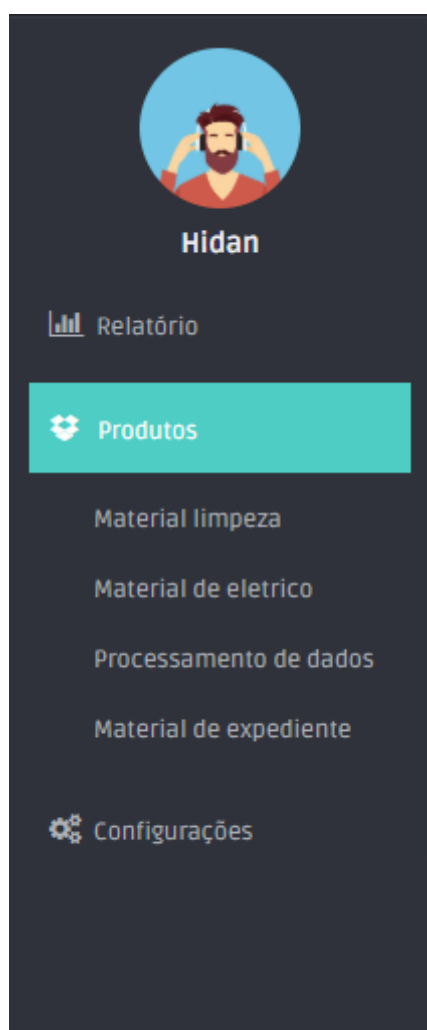 Hidan
Relatório
Produtos
Material limpeza
Material de eletrico
Processamento de dados
Material de expediente
Configurações